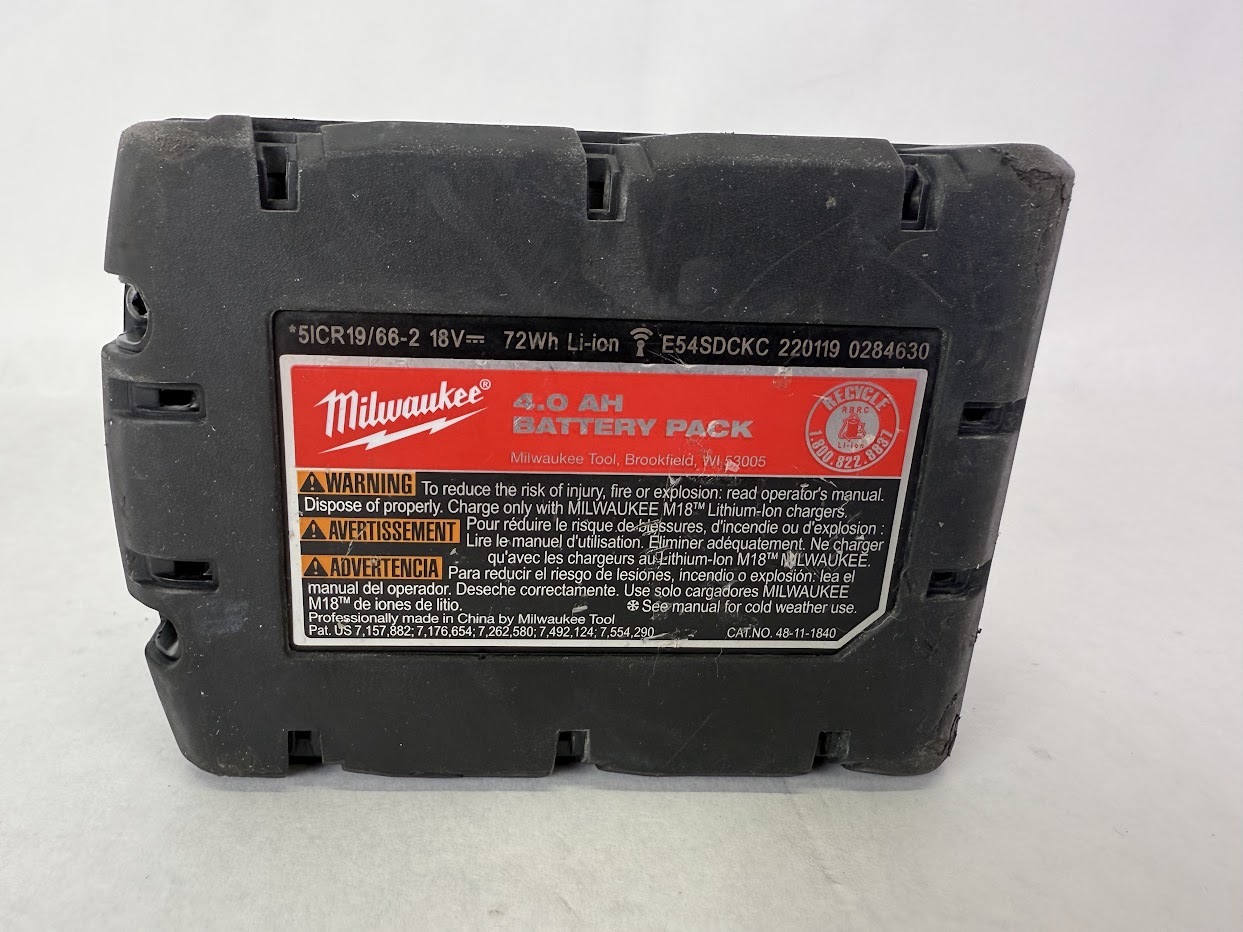 *5ICR19/66-2 18V⎓ 72Wh Li-ion E54SDCKC 220119 0284630
Milwaukee®
4.0 AH
BATTERY PACK
Milwaukee Tool, Brookfield, WI 53005
RECYCLE
RBRC
Li-ion
1.800.822.8837
WARNING To reduce the risk of injury, fire or explosion: read operator's manual.
Dispose of properly. Charge only with MILWAUKEE M18™ Lithium-Ion chargers.
AVERTISSEMENT Pour réduire le risque de blessures, d'incendie ou d'explosion :
Lire le manuel d'utilisation. Éliminer adéquatement. Ne charger
qu'avec les chargeurs au Lithium-Ion M18™ MILWAUKEE.
ADVERTENCIA Para reducir el riesgo de lesiones, incendio o explosión: lea el
manual del operador. Deseche correctamente. Use solo cargadores MILWAUKEE
M18™ de iones de litio. ❄ See manual for cold weather use.
Professionally made in China by Milwaukee Tool
Pat. US 7,157,882; 7,176,654; 7,262,580; 7,492,124; 7,554,290 CAT.NO. 48-11-1840